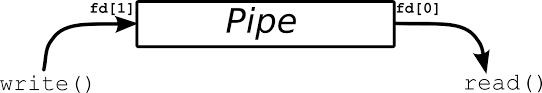 fd[1]
Pipe
fd[0]
write()
read()